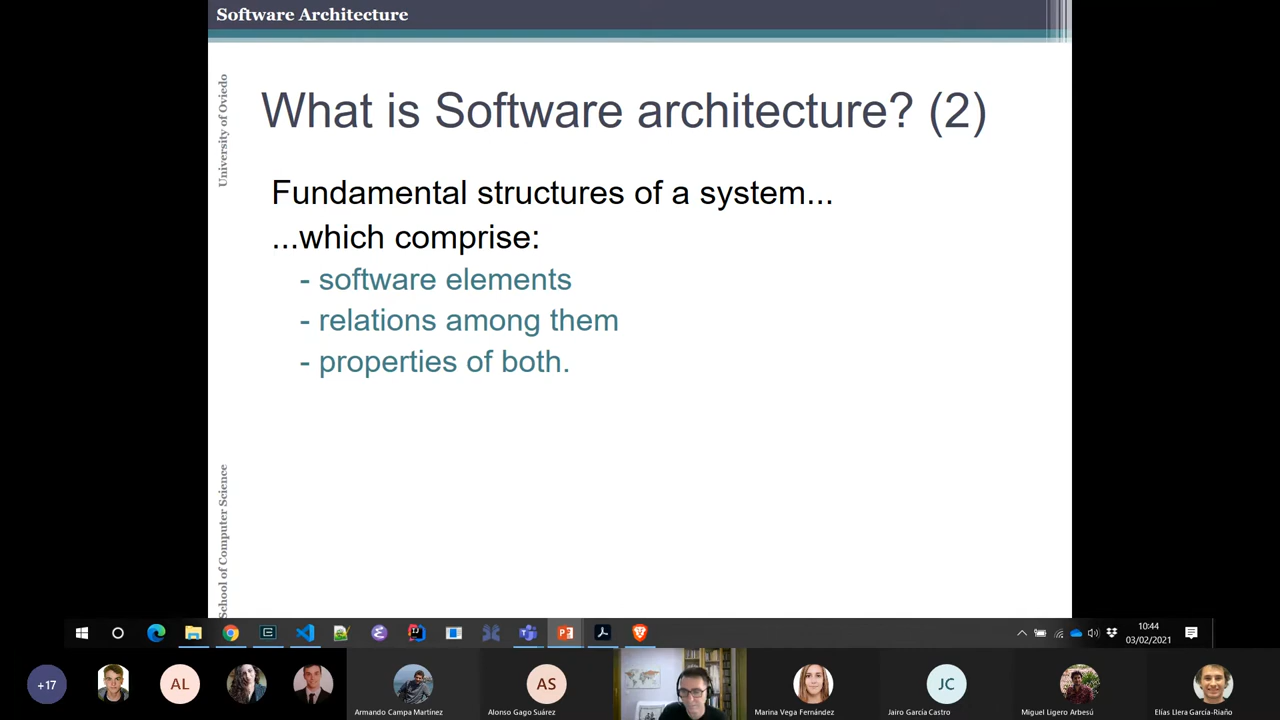 Software Architecture
University of Oviedo
What is Software architecture? (2)
Fundamental structures of a system...
...which comprise:
- software elements
- relations among them
- properties of both.
School of Computer Science
10:44
03/02/2021
+17
AL
Armando Campa Martínez
AS
Alonso Gago Suárez
Marina Vega Fernández
JC
Jairo García Castro
Miguel Ligero Arbesú
Elías Llera García-Riaño